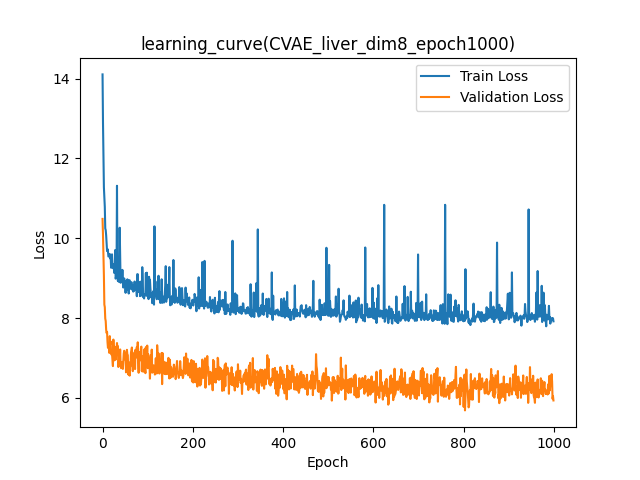 learning_curve(CVAE_liver_dim8_epoch1000)
Train Loss
Validation Loss
14
12
10
8
6
Loss
0
200
400
600
800
1000
Epoch